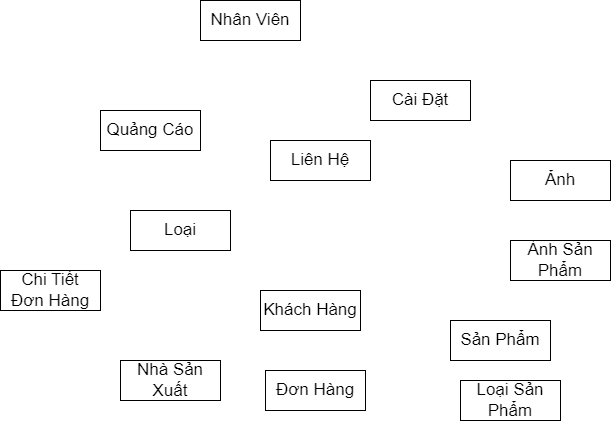 Nhân Viên
Cài Đặt
Quảng Cáo
Liên Hệ
Ảnh
Loại
Ảnh Sản
Phẩm
Chi Tiết
Đơn Hàng
Khách Hàng
Sản Phẩm
Nhà Sản
Xuất
Đơn Hàng
Loại Sản
Phẩm